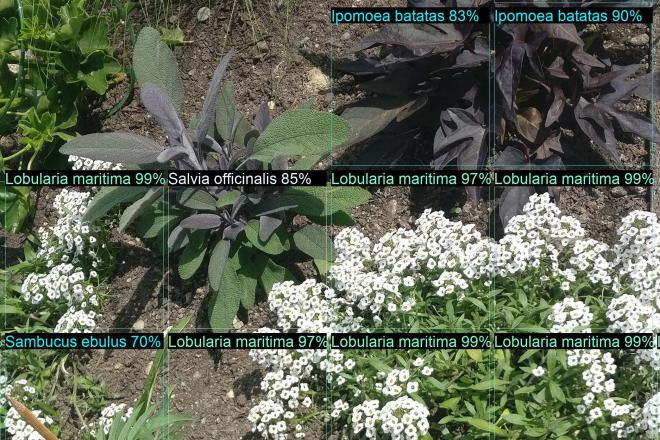 Ipomoea batatas 83% Ipomoea batatas 90%
Lobularia maritima 99% Salvia officinalis 85% Lobularia maritima 97% Lobularia maritima 99%
Sambucus ebulus 70% Lobularia maritima 97% Lobularia maritima 99% Lobularia maritima 99%